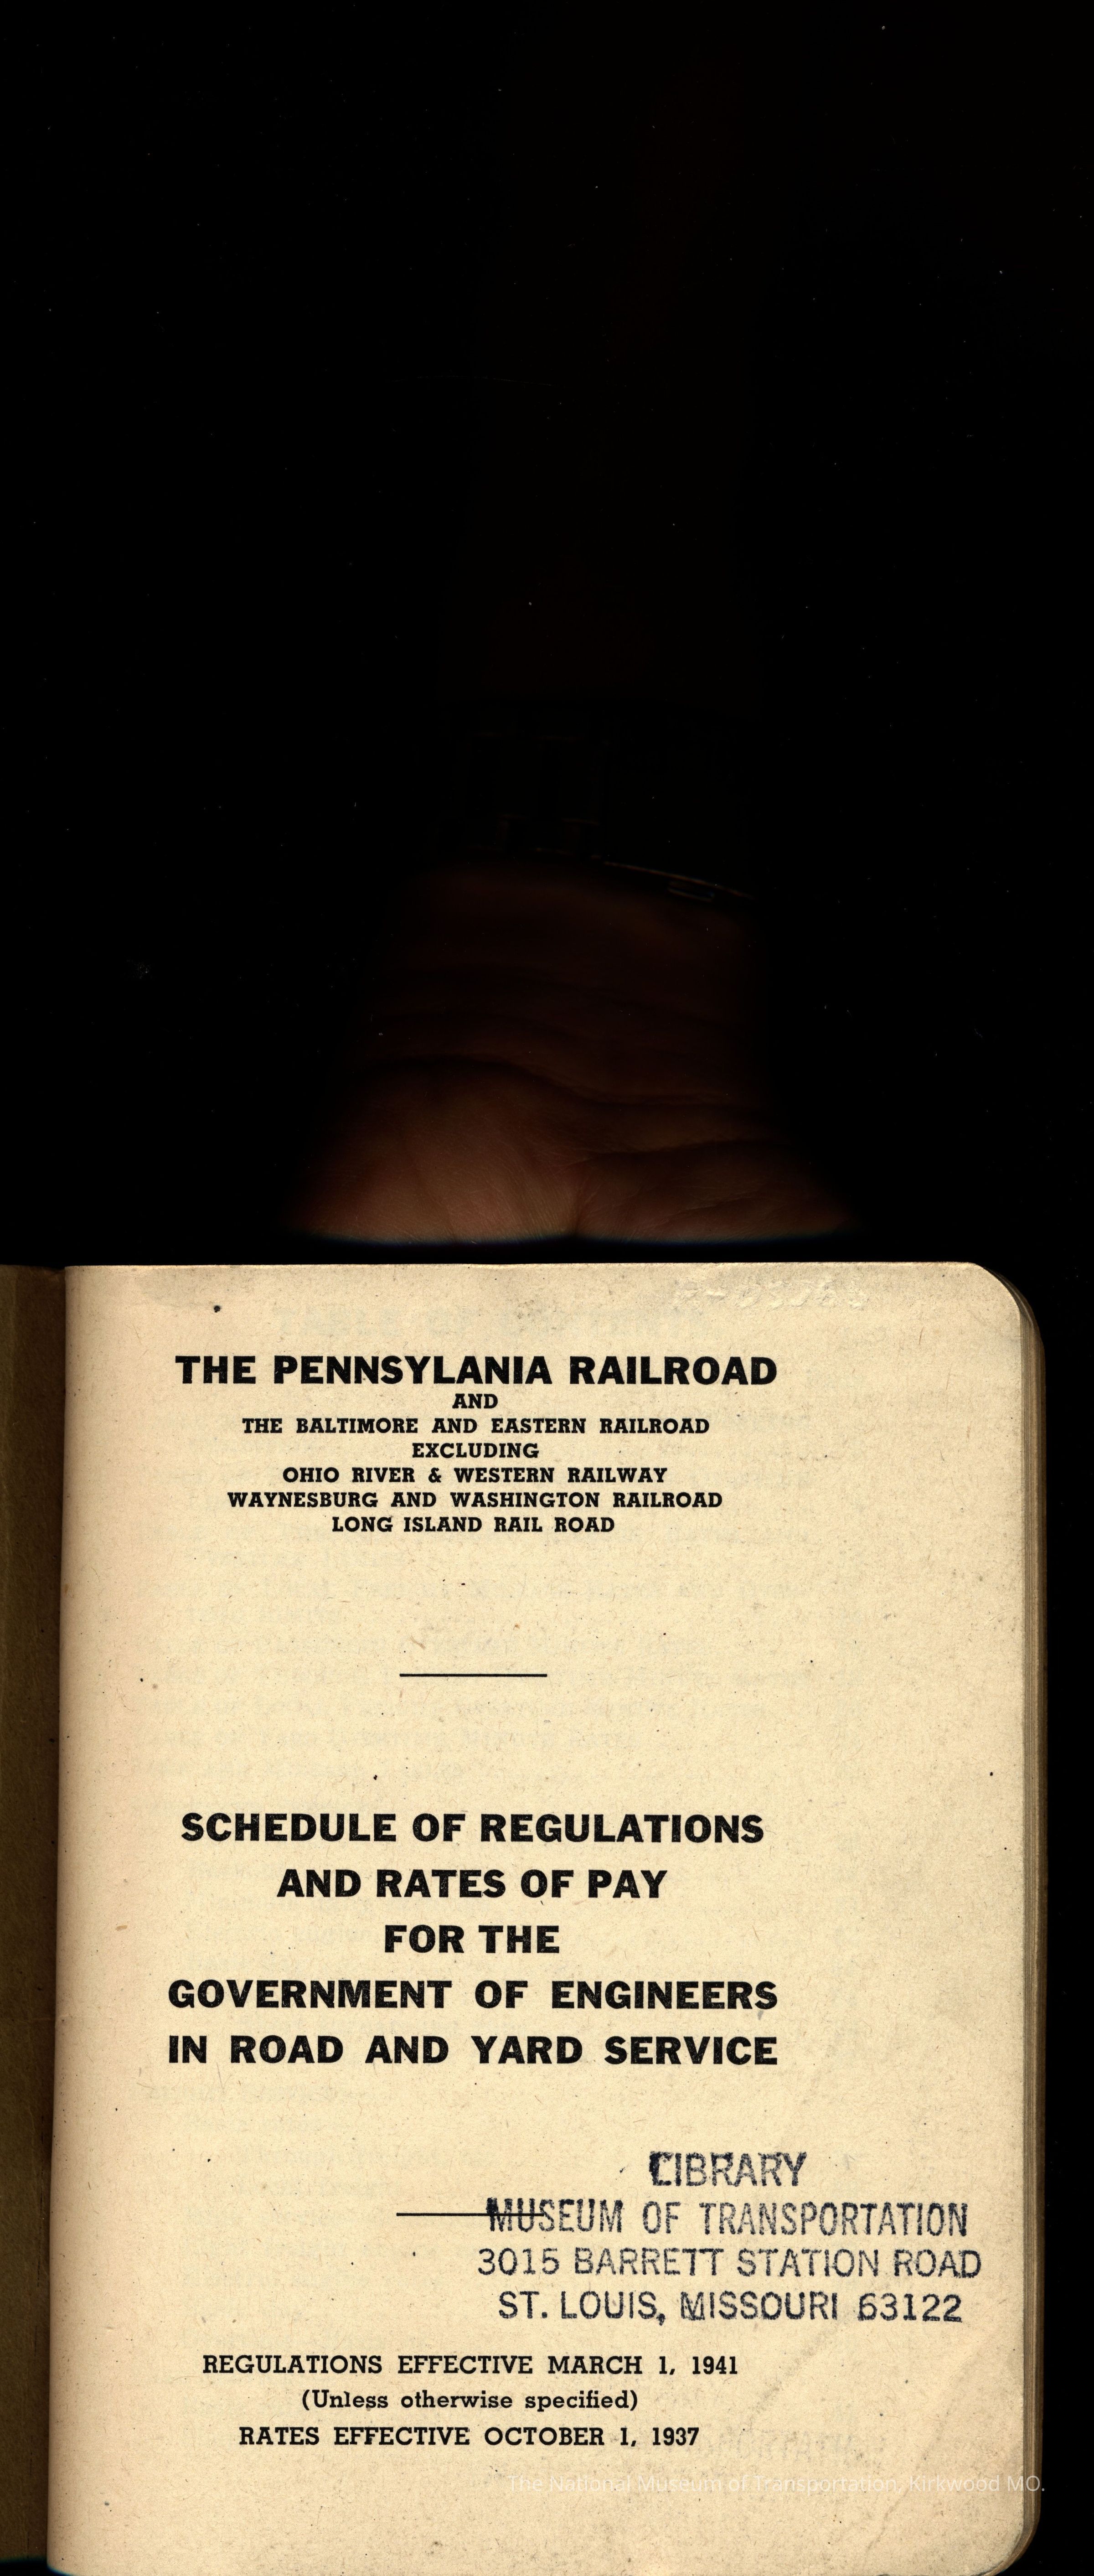 THE PENNSYLANIA RAILROAD
AND
THE BALTIMORE AND EASTERN RAILROAD
EXCLUDING
OHIO RIVER & WESTERN RAILWAY
WAYNESBURG AND WASHINGTON RAILROAD
LONG ISLAND RAIL ROAD
SCHEDULE OF REGULATIONS
AND RATES OF PAY
FOR THE
GOVERNMENT OF ENGINEERS
IN ROAD AND YARD SERVICE
LIBRARY
MUSEUM OF TRANSPORTATION
3015 BARRETT STATION ROAD
ST. LOUIS, MISSOURI 63122
REGULATIONS EFFECTIVE MARCH 1, 1941
(Unless otherwise specified)
RATES EFFECTIVE OCTOBER 1, 1937
The National Museum of Transportation, Kirkwood MO.